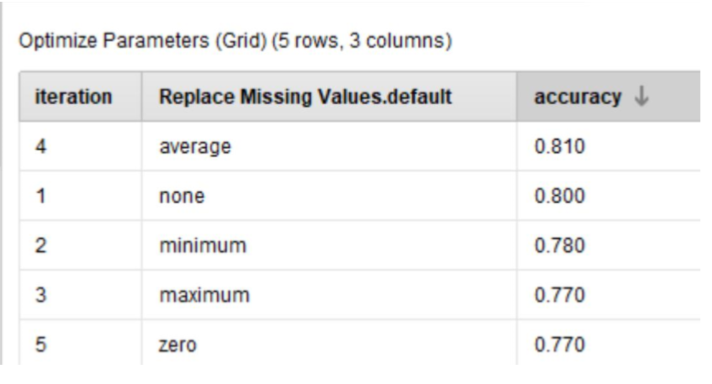 Optimize Parameters (Grid) (5 rows, 3 columns)
iteration Replace Missing Values.default accuracy ↓
4 average 0.810
1 none 0.800
2 minimum 0.780
3 maximum 0.770
5 zero 0.770